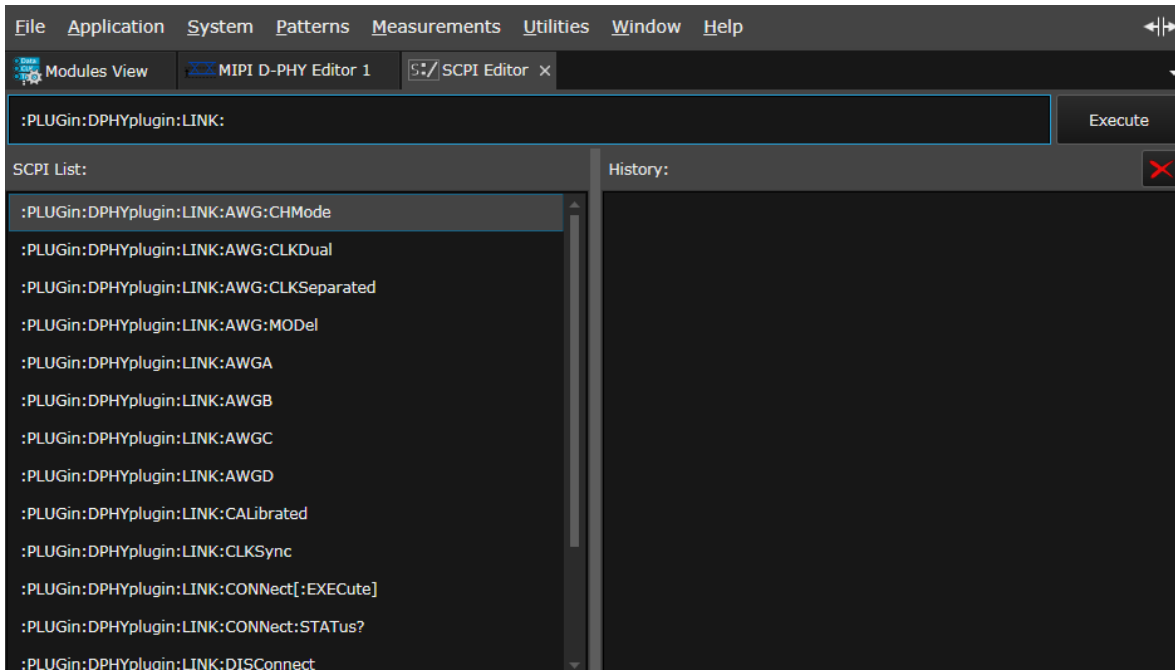 File Application System Patterns Measurements Utilities Window Help
Modules View MIPI D-PHY Editor 1 S:/ SCPI Editor ×
:PLUGin:DPHYplugin:LINK: Execute
SCPI List: History:
:PLUGin:DPHYplugin:LINK:AWG:CHMode
:PLUGin:DPHYplugin:LINK:AWG:CLKDual
:PLUGin:DPHYplugin:LINK:AWG:CLKSeparated
:PLUGin:DPHYplugin:LINK:AWG:MODel
:PLUGin:DPHYplugin:LINK:AWGA
:PLUGin:DPHYplugin:LINK:AWGB
:PLUGin:DPHYplugin:LINK:AWGC
:PLUGin:DPHYplugin:LINK:AWGD
:PLUGin:DPHYplugin:LINK:CALibrated
:PLUGin:DPHYplugin:LINK:CLKSync
:PLUGin:DPHYplugin:LINK:CONNect[:EXECute]
:PLUGin:DPHYplugin:LINK:CONNect:STATus?
:PLUGin:DPHYplugin:LINK:DISConnect